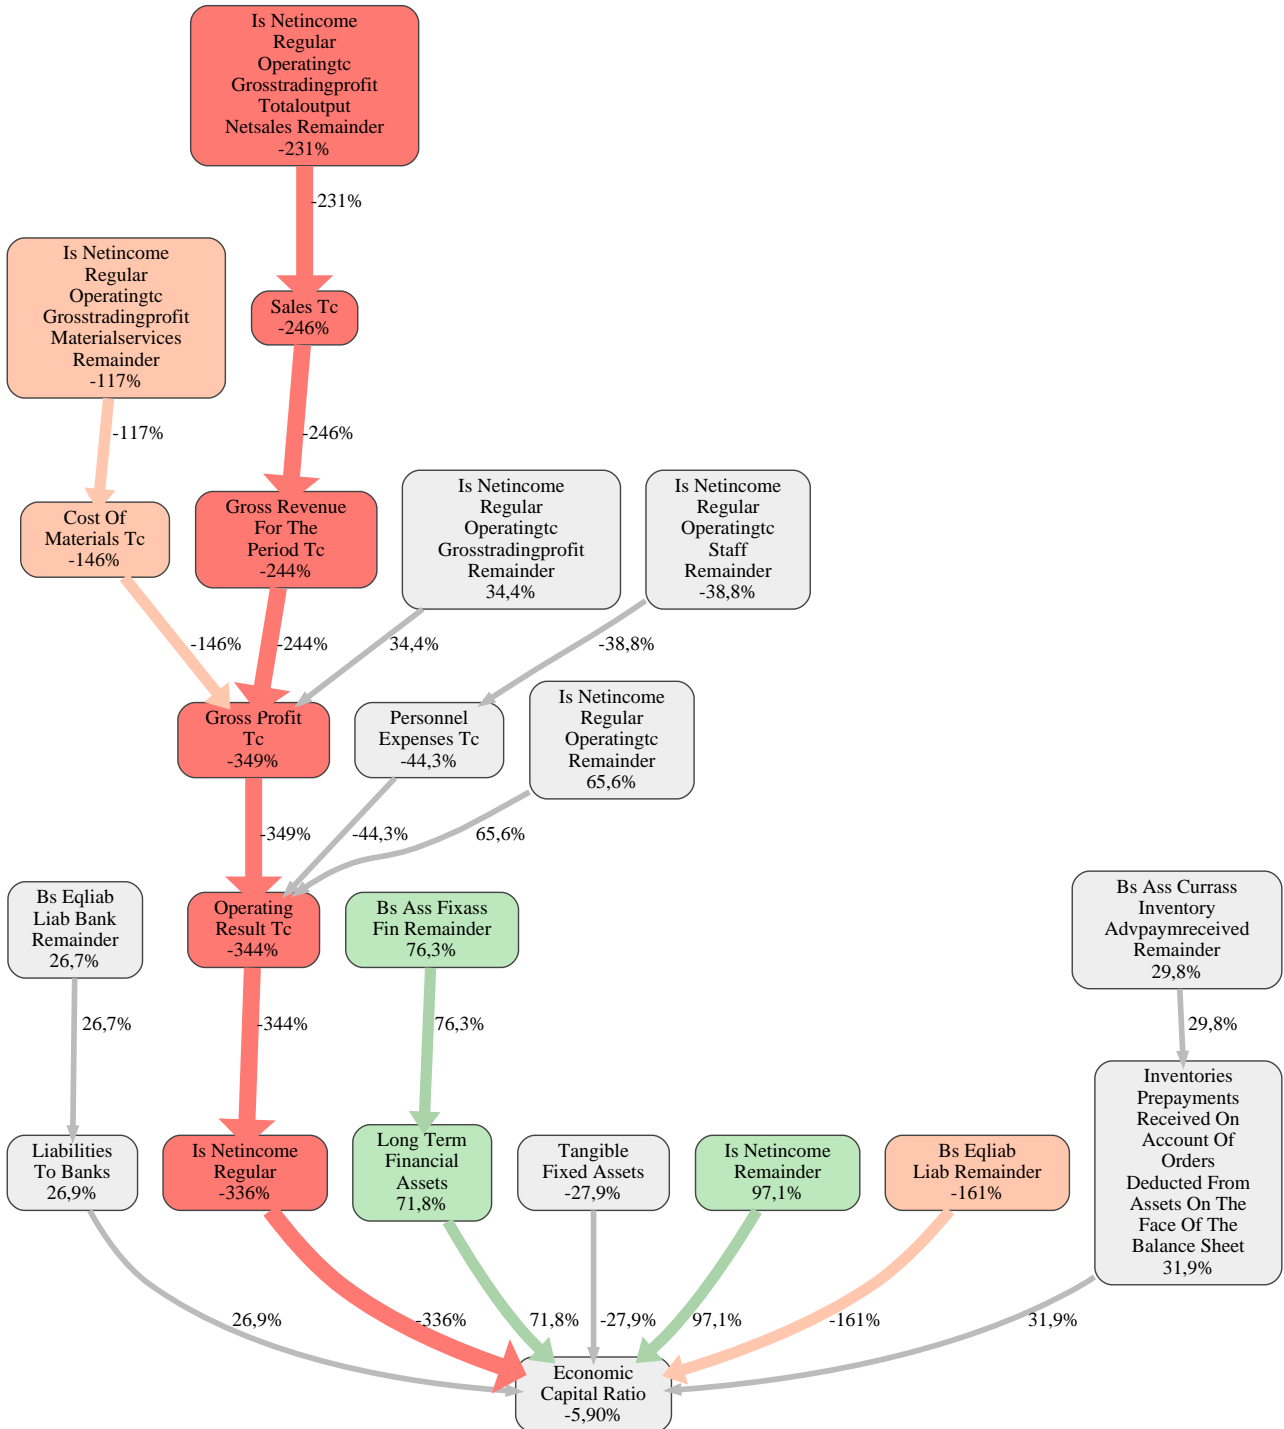 Is Netincome
Regular
Operatingtc
Grosstradingprofit
Totaloutput
Netsales Remainder
-231%
-231%
Is Netincome
Regular
Operatingtc
Grosstradingprofit
Materialservices
Remainder
-117%
Sales Tc
-246%
-117%
-246%
Cost Of
Materials Tc
-146%
Gross Revenue
For The
Period Tc
-244%
Is Netincome
Regular
Operatingtc
Grosstradingprofit
Remainder
34,4%
Is Netincome
Regular
Operatingtc
Staff
Remainder
-38,8%
-146%
-244%
34,4%
-38,8%
Gross Profit
Tc
-349%
Personnel
Expenses Tc
-44,3%
Is Netincome
Regular
Operatingtc
Remainder
65,6%
-349%
-44,3%
65,6%
Bs Eqliab
Liab Bank
Remainder
26,7%
Operating
Result Tc
-344%
Bs Ass Fixass
Fin Remainder
76,3%
Bs Ass Currass
Inventory
Advpaymreceived
Remainder
29,8%
26,7%
-344%
76,3%
29,8%
Liabilities
To Banks
26,9%
Is Netincome
Regular
-336%
Long Term
Financial
Assets
71,8%
Tangible
Fixed Assets
-27,9%
Is Netincome
Remainder
97,1%
Bs Eqliab
Liab Remainder
-161%
Inventories
Prepayments
Received On
Account Of
Orders
Deducted From
Assets On The
Face Of The
Balance Sheet
31,9%
26,9%
-336%
71,8%
-27,9%
97,1%
-161%
31,9%
Economic
Capital Ratio
-5,90%